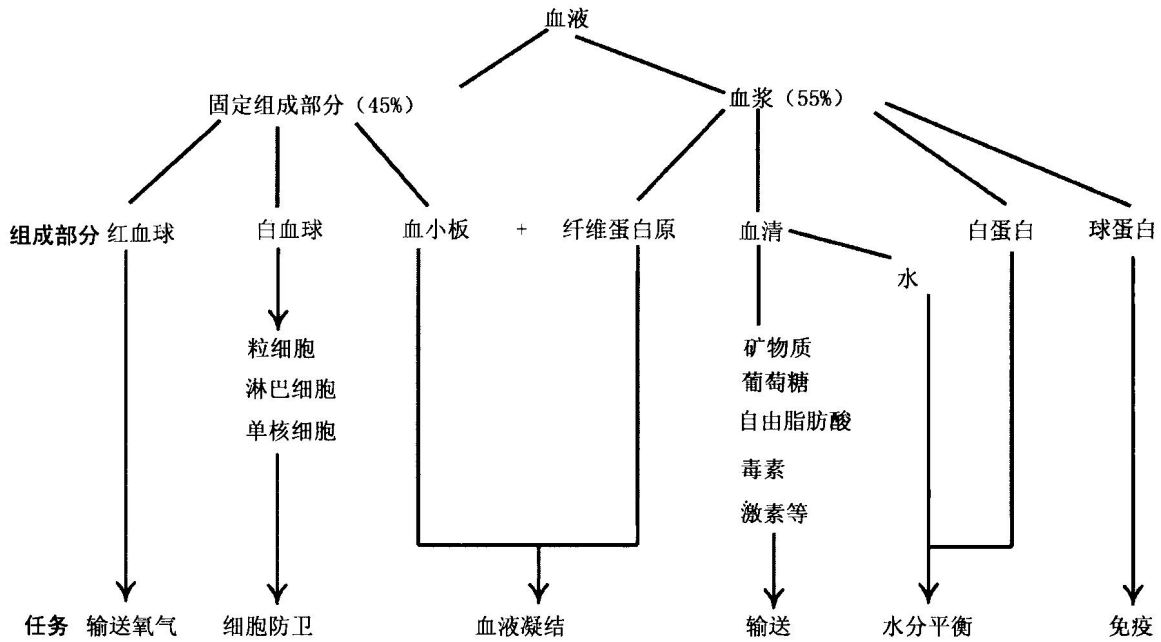 血液
固定组成部分（45%）
血浆（55%）
组成部分 红血球 白血球 血小板 + 纤维蛋白原 血清 白蛋白 球蛋白
水
粒细胞
淋巴细胞
单核细胞
矿物质
葡萄糖
自由脂肪酸
毒素
激素等
任务 输送氧气 细胞防卫 血液凝结 输送 水分平衡 免疫